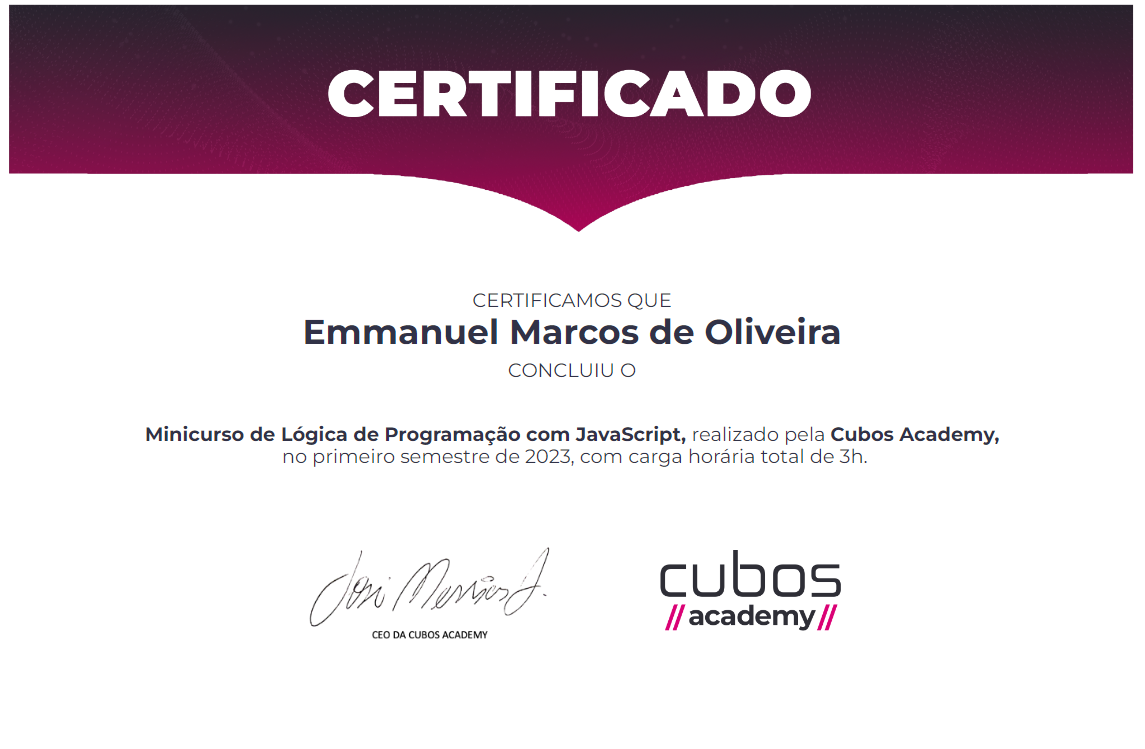 CERTIFICADO
CERTIFICAMOS QUE
Emmanuel Marcos de Oliveira
CONCLUIU O
Minicurso de Lógica de Programação com JavaScript, realizado pela Cubos Academy,
no primeiro semestre de 2023, com carga horária total de 3h.
CEO DA CUBOS ACADEMY
cubos
//academy//